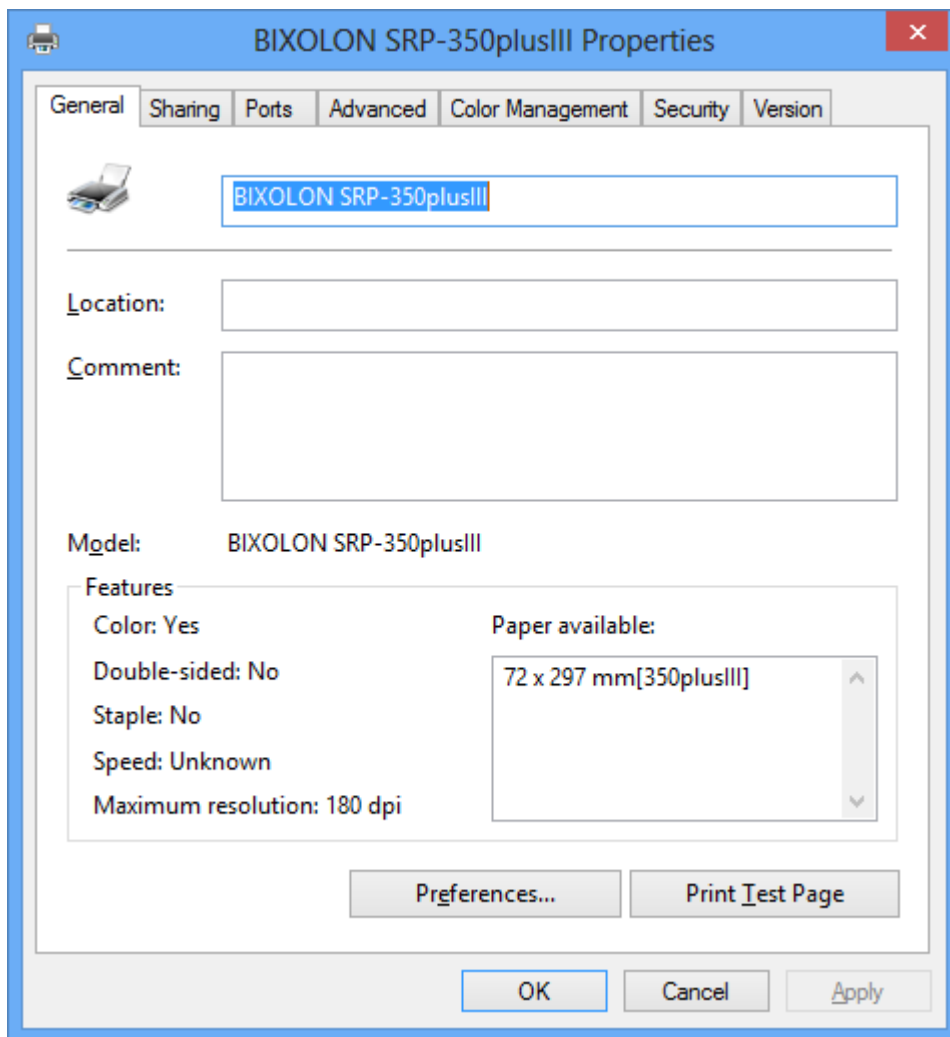 BIXOLON SRP-350plusIII Properties
General Sharing Ports Advanced Color Management Security Version
BIXOLON SRP-350plusIII
Location:
Comment:
Model: BIXOLON SRP-350plusIII
Features
Color: Yes
Double-sided: No
Staple: No
Speed: Unknown
Maximum resolution: 180 dpi
Paper available:
72 x 297 mm[350plusIII]
Preferences... Print Test Page
OK Cancel Apply